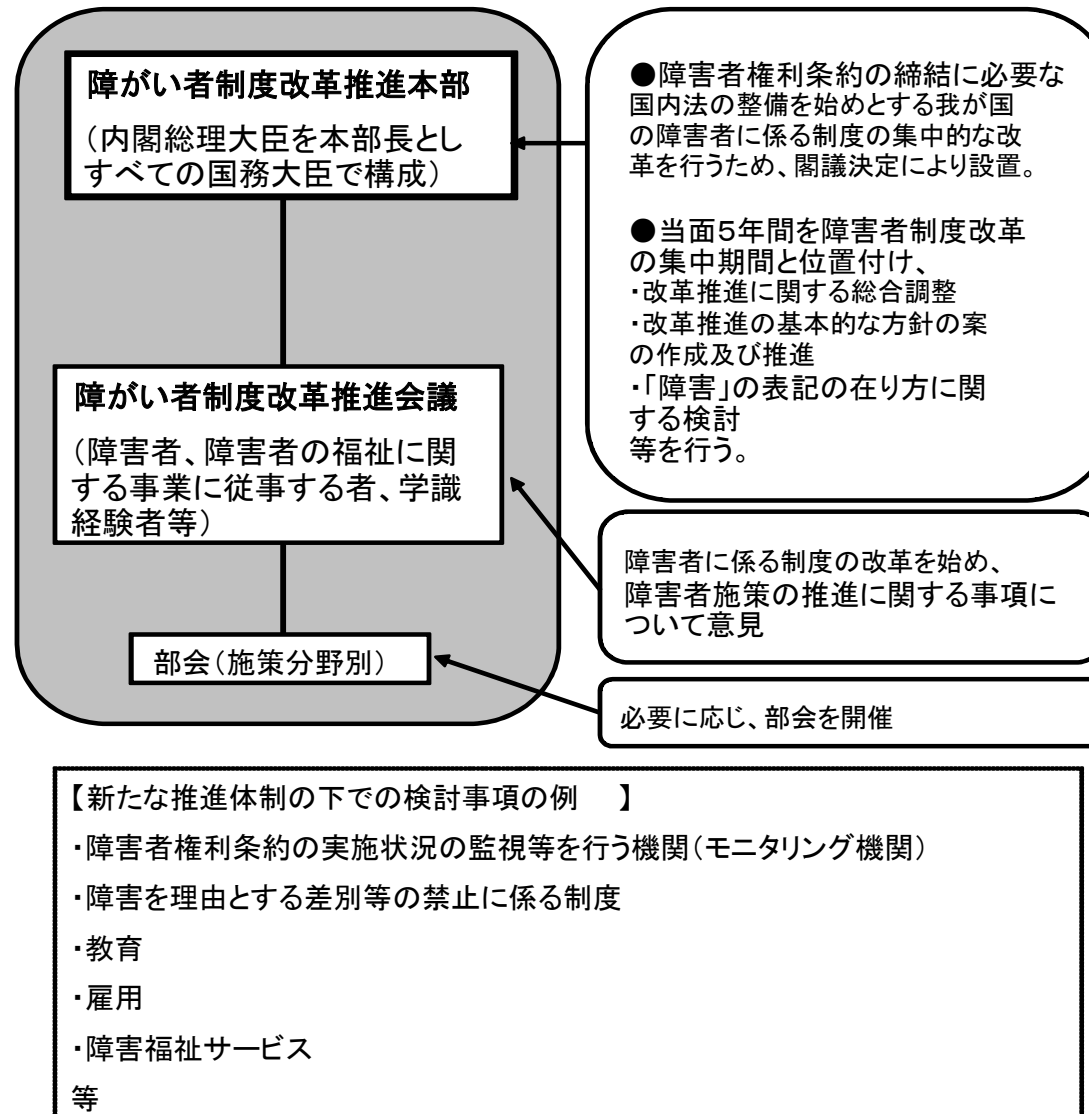 障がい者制度改革推進本部
（内閣総理大臣を本部長とし
すべての国務大臣で構成）
●障害者権利条約の締結に必要な
国内法の整備を始めとする我が国
の障害者に係る制度の集中的な改
革を行うため、閣議決定により設置。
●当面５年間を障害者制度改革
の集中期間と位置付け、
・改革推進に関する総合調整
・改革推進の基本的な方針の案
の作成及び推進
・「障害」の表記の在り方に関
する検討
等を行う。
障がい者制度改革推進会議
（障害者、障害者の福祉に関
する事業に従事する者、学識
経験者等）
障害者に係る制度の改革を始め、
障害者施策の推進に関する事項に
ついて意見
部会（施策分野別）
必要に応じ、部会を開催
【新たな推進体制の下での検討事項の例　】
・障害者権利条約の実施状況の監視等を行う機関（モニタリング機関）
・障害を理由とする差別等の禁止に係る制度
・教育
・雇用
・障害福祉サービス
等